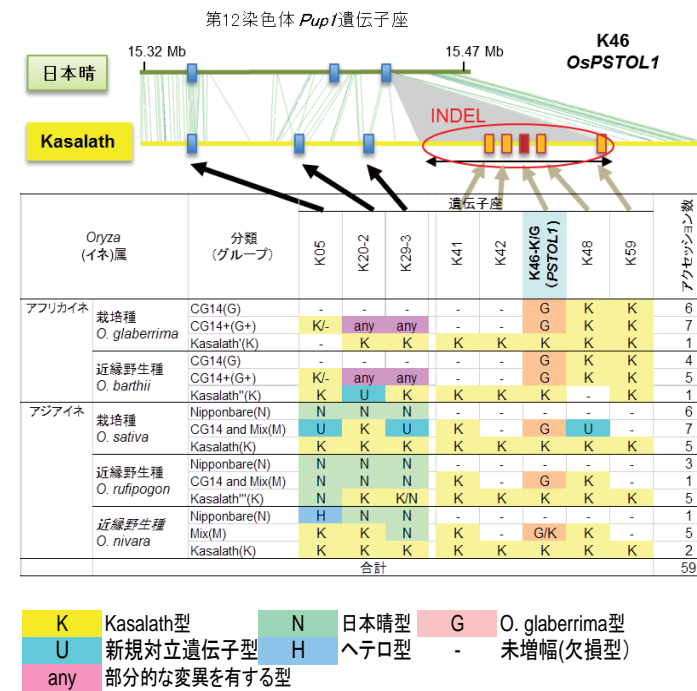 第12染色体 Pup1遺伝子座
15.32 Mb 15.47 Mb K46
OsPSTOL1
日本晴
INDEL
Kasalath
遺伝子座
Oryza
(イネ)属
分類
(グループ)
K05 K20-2 K29-3 K41 K42 K46-K/G
(PSTOL1) K48 K59 アクセッション数
アフリカイネ 栽培種
O. glaberrima
CG14(G) - - - - - G K K 6
CG14+(G+) K/- any any - - G K K 7
Kasalath'(K) - K K K K K K K 1
近縁野生種
O. barthii
CG14(G) - - - - - G K K 4
CG14+(G+) K/- any any - - G K K 5
Kasalath"(K) K U K K K K - K 1
アジアイネ 栽培種
O. sativa
Nipponbare(N) N N N - - - - - 6
CG14 and Mix(M) U K U K - G U - 7
Kasalath(K) K K K K K K K K 5
近縁野生種
O. rufipogon
Nipponbare(N) N N N - - - - - 3
CG14 and Mix(M) N N N K - G K - 1
Kasalath"'(K) N K K/N K K K K K 5
近縁野生種
O. nivara
Nipponbare(N) H N N - - - - - 1
Mix(M) K K N K - G/K K - 5
Kasalath(K) K K K K K K K K 2
合計 59
K Kasalath型 N 日本晴型 G O. glaberrima型
U 新規対立遺伝子型 H ヘテロ型 - 未増幅(欠損型）
any 部分的な変異を有する型